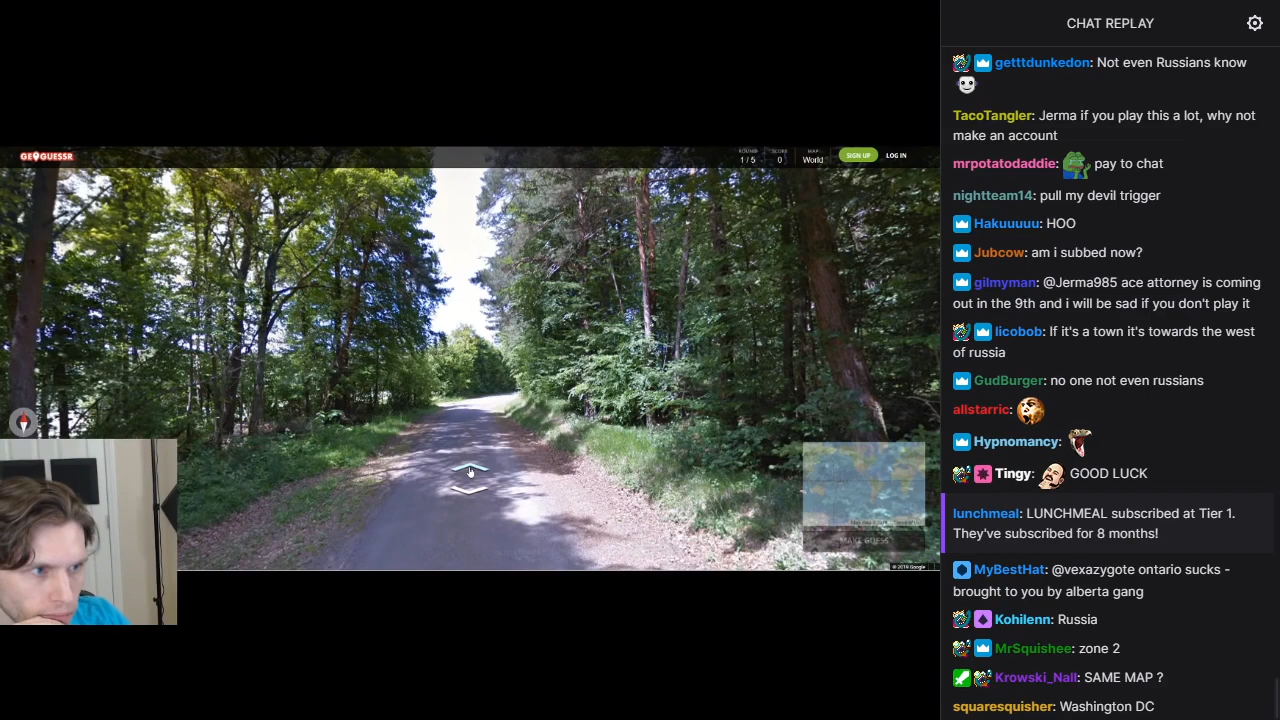 GEOGUESSR
ROUND
1 / 5
SCORE
0
MAP
World
SIGN UP
LOG IN
MAKE GUESS
© 2018 Google
CHAT REPLAY
getttdunkedon: Not even Russians know
TacoTangler: Jerma if you play this a lot, why not
make an account
mrpotatodaddie: pay to chat
nightteam14: pull my devil trigger
Hakuuuuu: HOO
Jubcow: am i subbed now?
gilmyman: @Jerma985 ace attorney is coming
out in the 9th and i will be sad if you don't play it
licobob: If it's a town it's towards the west
of russia
GudBurger: no one not even russians
allstarric:
Hypnomancy:
Tingy: GOOD LUCK
lunchmeal: LUNCHMEAL subscribed at Tier 1.
They've subscribed for 8 months!
MyBestHat: @vexazygote ontario sucks -
brought to you by alberta gang
Kohilenn: Russia
MrSquishee: zone 2
Krowski_Nall: SAME MAP ?
squaresquisher: Washington DC